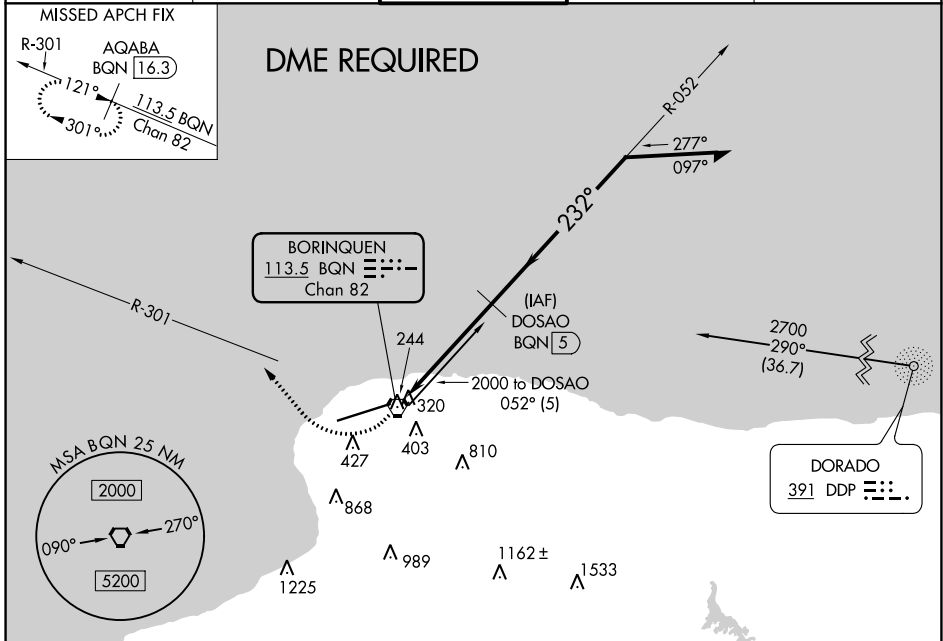 MISSED APCH FIX
R-301
AQABA
BQN 16.3
121°
301°
113.5 BQN
Chan 82
DME REQUIRED
R-052
277°
097°
232°
BORINQUEN
113.5 BQN
Chan 82
R-301
(IAF)
DOSAO
BQN 5
244
2700
290°
(36.7)
2000 to DOSAO
052° (5)
320
403
427
810
DORADO
391 DDP
868
MSA BQN 25 NM
2000
090°
270°
5200
989
1162 ±
1533
1225